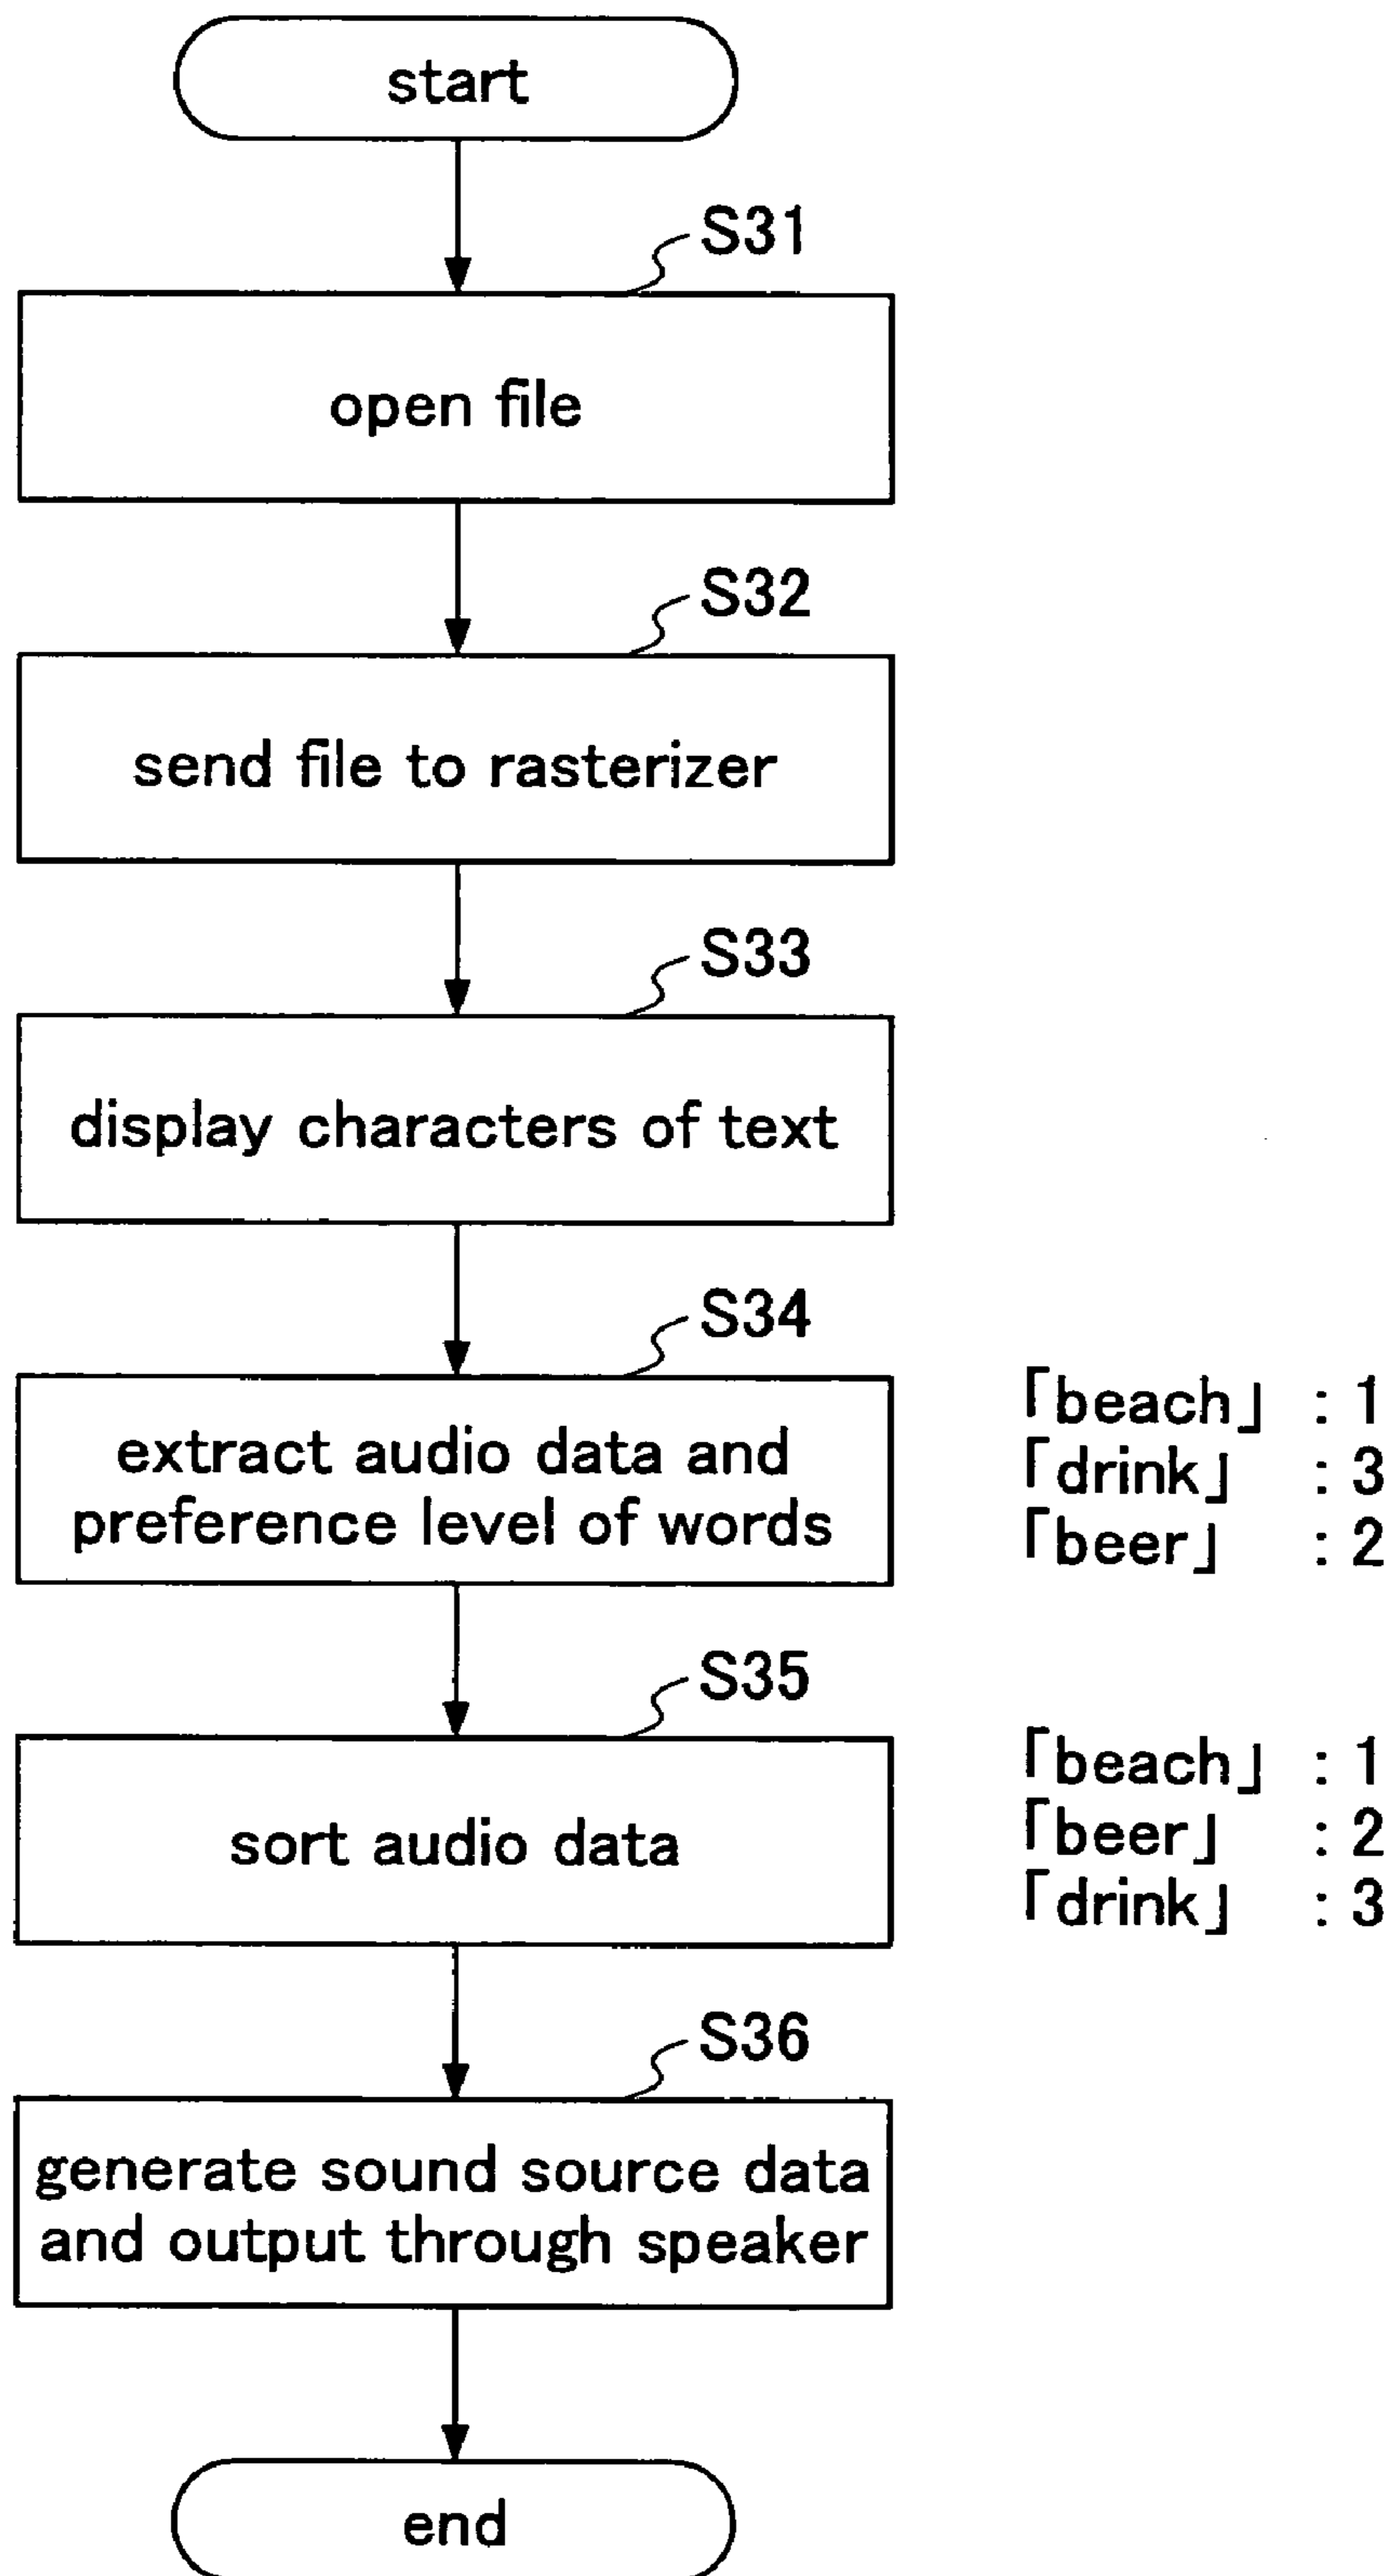 start
S31
open file
S32
send file to rasterizer
S33
display characters of text
S34
extract audio data and
preference level of words
「beach」 : 1
「drink」 : 3
「beer」 : 2
S35
sort audio data
「beach」 : 1
「beer」 : 2
「drink」 : 3
S36
generate sound source data
and output through speaker
end